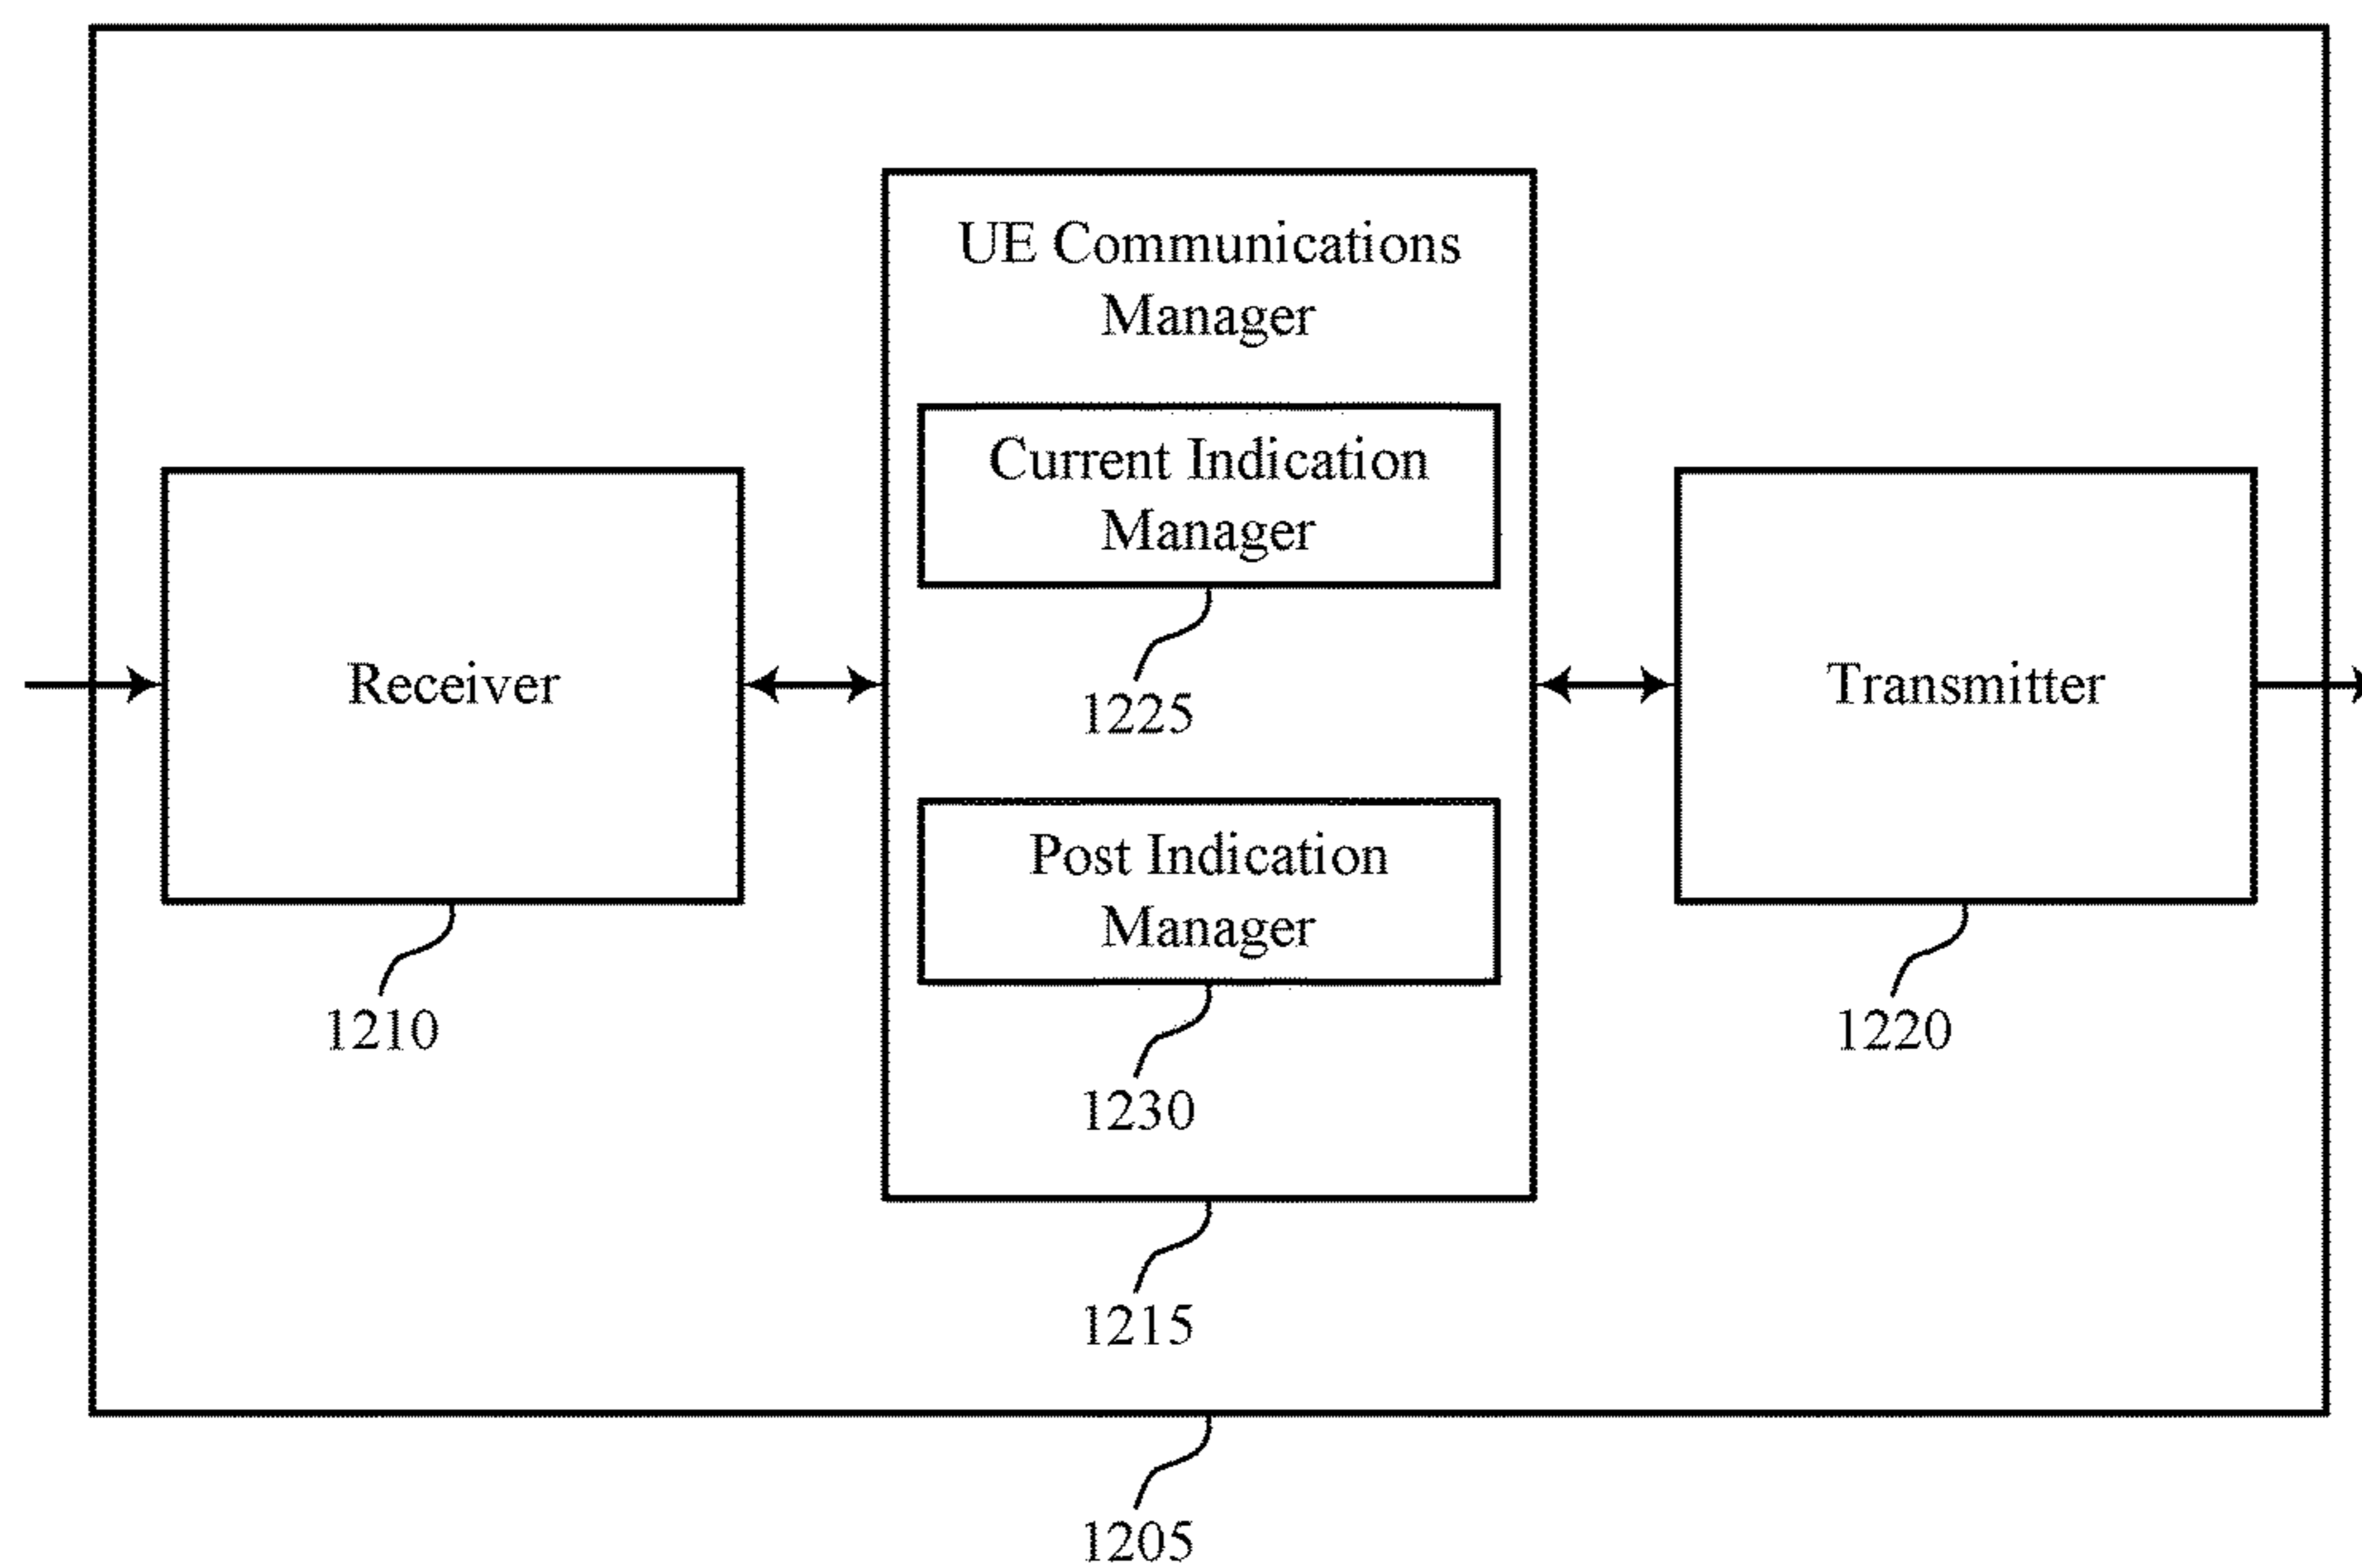 UE Communications
Manager
Current Indication
Manager
1225
Receiver
Transmitter
Post Indication
Manager
1210
1220
1230
1215
1205